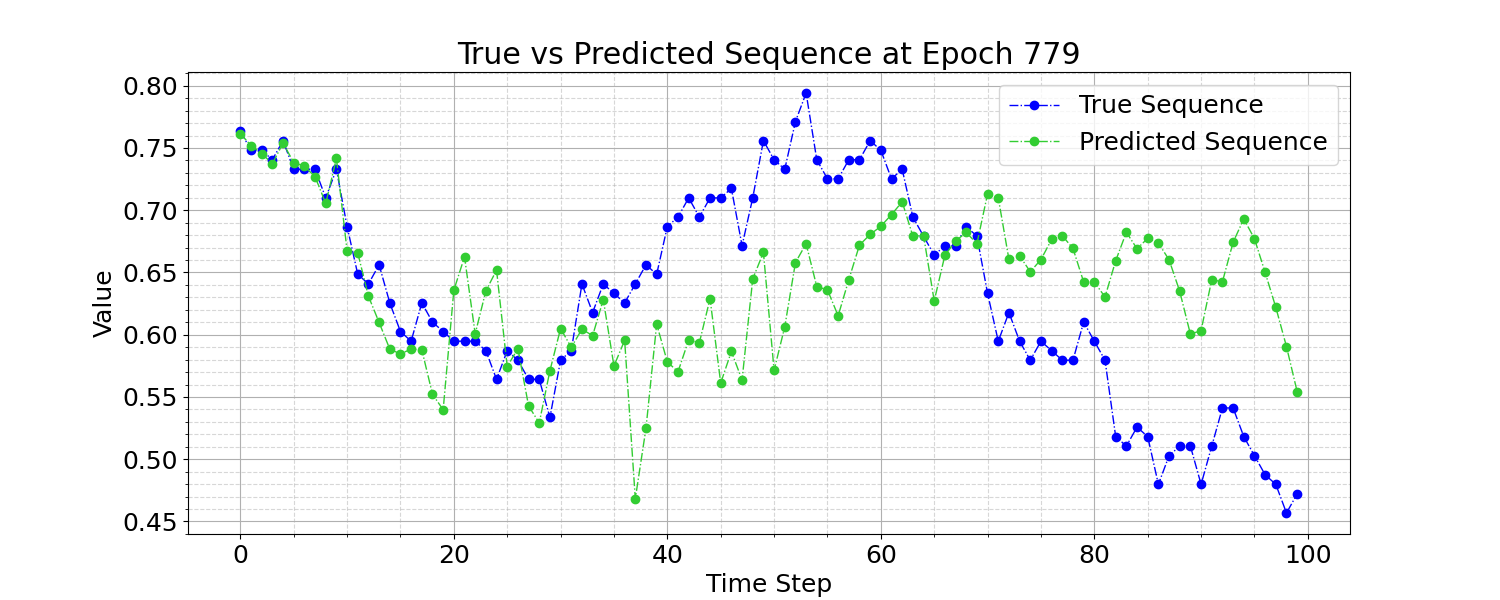 True vs Predicted Sequence at Epoch 779
True Sequence
Predicted Sequence
0.80
0.75
0.70
0.65
0.60
0.55
0.50
0.45
Value
0 20 40 60 80 100
Time Step